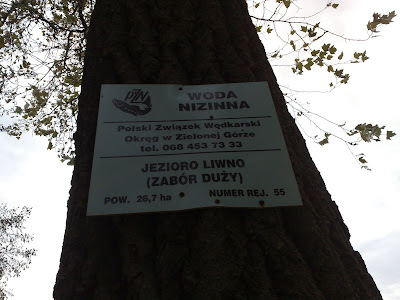 PZW
WODA
NIZINNA
Polski Związek Wędkarski
Okręg w Zielonej Górze
tel. 068 453 73 33
JEZIORO LIWNO
(ZABÓR DUŻY)
POW. 26,7 ha NUMER REJ. 55